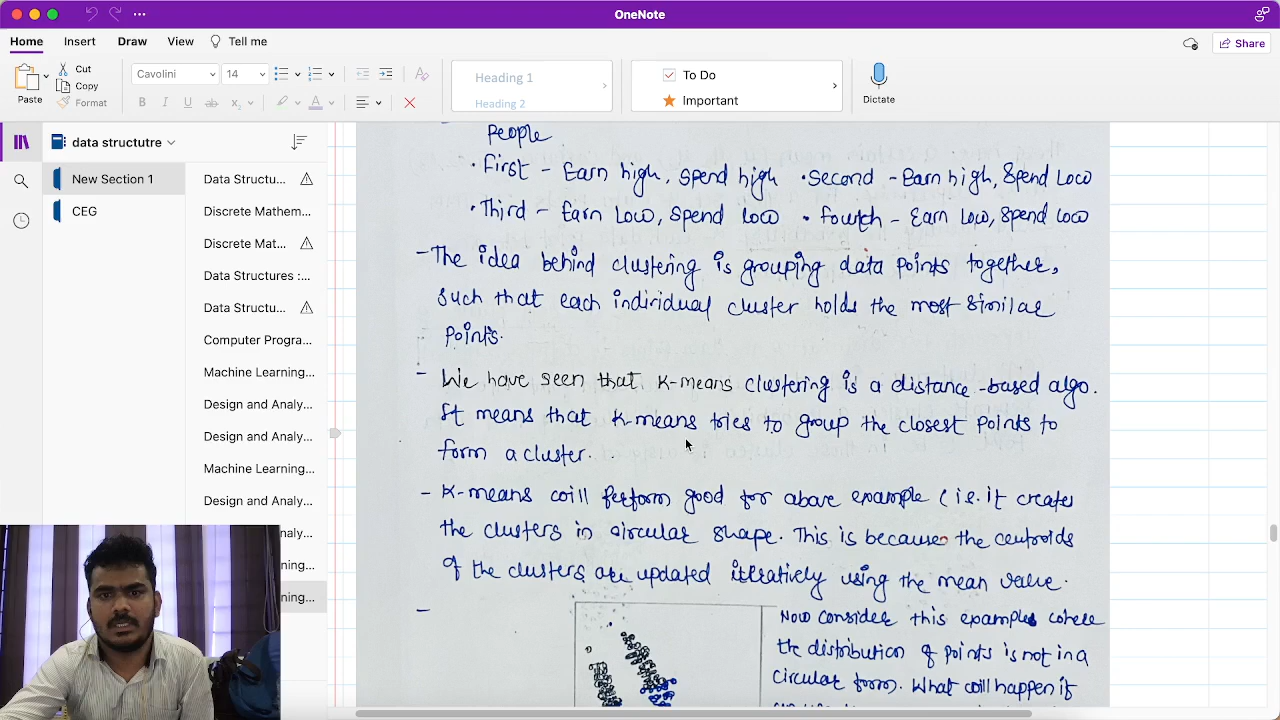 OneNote
Home Insert Draw View Tell me
Share
Paste
Cut
Copy
Format
Cavolini 14
Heading 1
Heading 2
To Do
Important
Dictate
data structutre
New Section 1
CEG
Data Structu...
Discrete Mathem...
Discrete Mat...
Data Structures :...
Data Structu...
Computer Progra...
Machine Learning...
Design and Analy...
Design and Analy...
Machine Learning...
Design and Analy...
people
• First - Earn high, Spend high • Second - Earn high, Spend Low
• Third - Earn Low, Spend Low • Fourth - Earn Low, Spend Low
- The idea behind clustering is grouping data points together,
such that each individual cluster holds the most similar
points.
- We have seen that K-means clustering is a distance-based algo.
It means that K-means tries to group the closest points to
form a cluster.
- K-means will perform good for above example (i.e. it creates
the clusters in circular shape. This is because the centroids
of the clusters are updated iteratively using the mean value.
-
Now consider this example where
the distribution of points is not in a
circular form. What will happen if